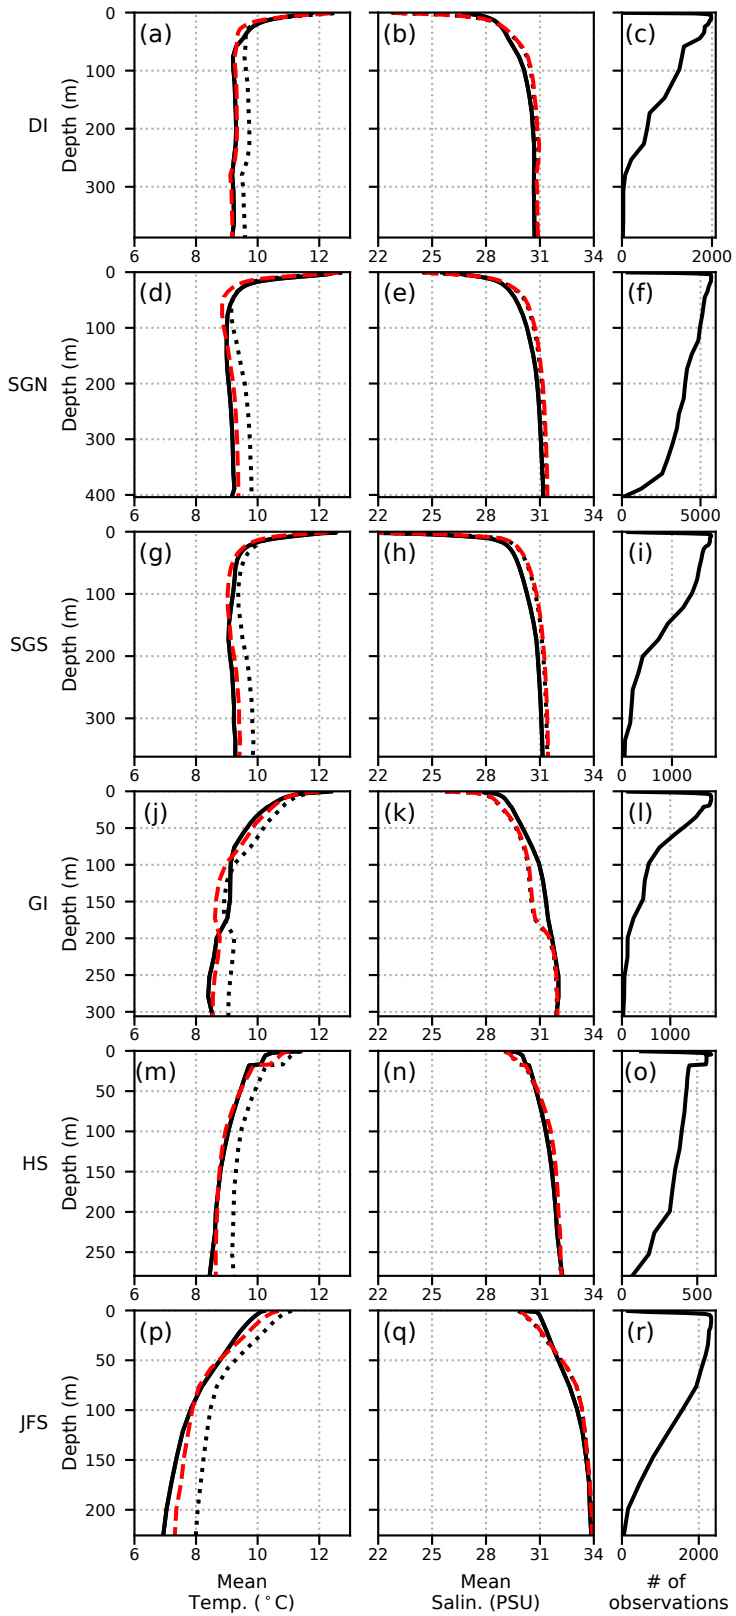 (a) (b) (c)
DI
Depth (m)
0
100
200
300
6 8 10 12 22 25 28 31 34 0 2000
(d) (e) (f)
SGN
Depth (m)
0
100
200
300
400
6 8 10 12 22 25 28 31 34 0 5000
(g) (h) (i)
SGS
Depth (m)
0
100
200
300
6 8 10 12 22 25 28 31 34 0 1000
(j) (k) (l)
GI
Depth (m)
0
50
100
150
200
250
300
6 8 10 12 22 25 28 31 34 0 1000
(m) (n) (o)
HS
Depth (m)
0
50
100
150
200
250
6 8 10 12 22 25 28 31 34 0 500
(p) (q) (r)
JFS
Depth (m)
0
50
100
150
200
6 8 10 12 22 25 28 31 34 0 2000
Mean
Temp. (°C)
Mean
Salin. (PSU)
# of
observations